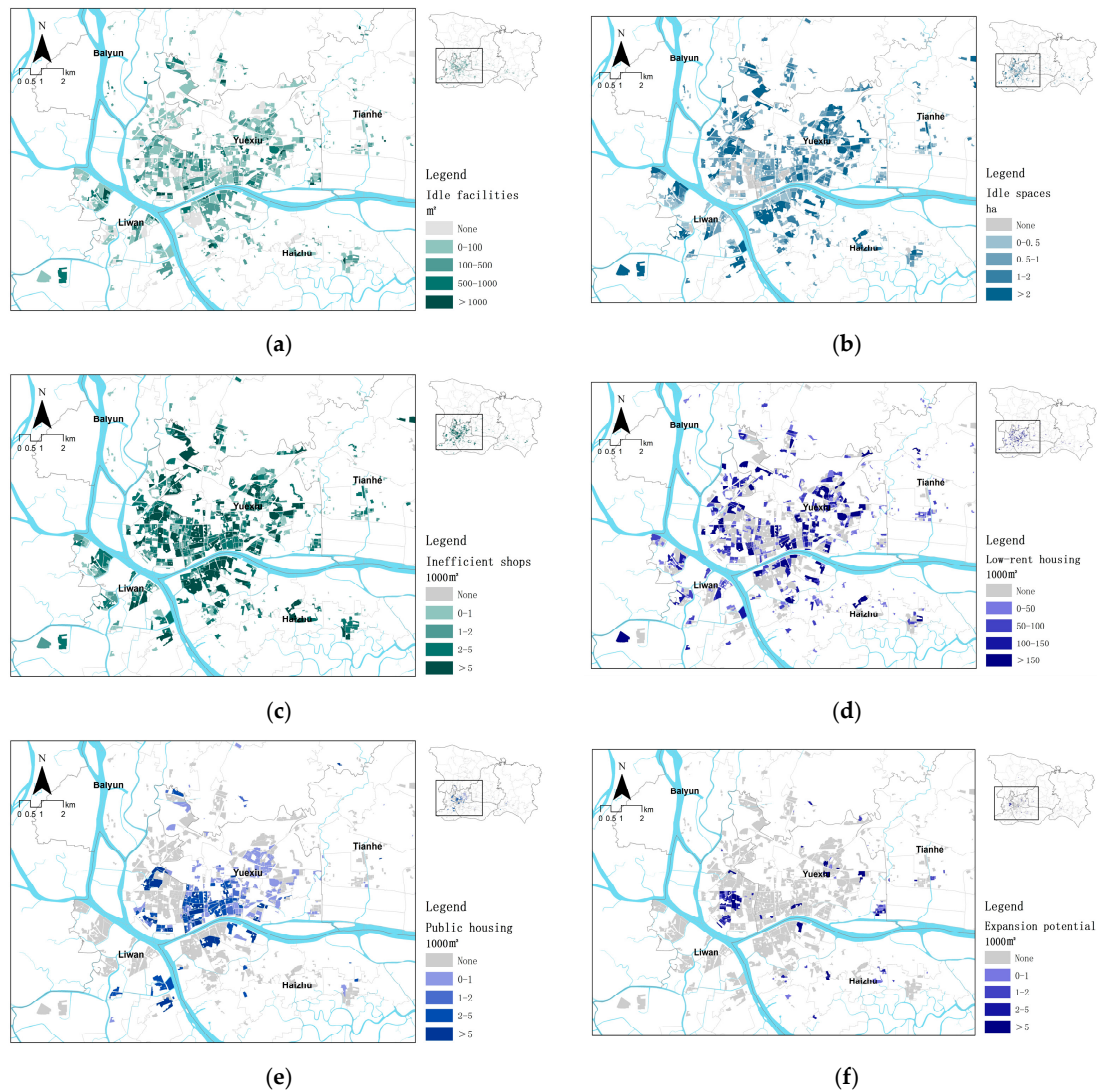 N
0 0.5 1 2
km
Baiyun
Yuexiu
Tianhé
Liwan
Haizhu
Legend
Idle facilities
m²
None
0-100
100-500
500-1000
>1000
(a)
N
0 0.5 1 2
km
Baiyun
Yuexiu
Tianhé
Liwan
Haizhu
Legend
Idle spaces
ha
None
0-0.5
0.5-1
1-2
>2
(b)
N
0 0.5 1 2
km
Baiyun
Yuexiu
Tianhé
Liwan
Haizhu
Legend
Inefficient shops
1000m²
None
0-1
1-2
2-5
>5
(c)
N
0 0.5 1 2
km
Baiyun
Yuexiu
Tianhé
Liwan
Haizhu
Legend
Low-rent housing
1000m²
None
0-50
50-100
100-150
>150
(d)
N
0 0.5 1 2
km
Baiyun
Yuexiu
Tianhé
Liwan
Haizhu
Legend
Public housing
1000m²
None
0-1
1-2
2-5
>5
(e)
N
0 0.5 1 2
km
Baiyun
Yuexiu
Tianhé
Liwan
Haizhu
Legend
Expansion potential
1000m²
None
0-1
1-2
2-5
>5
(f)